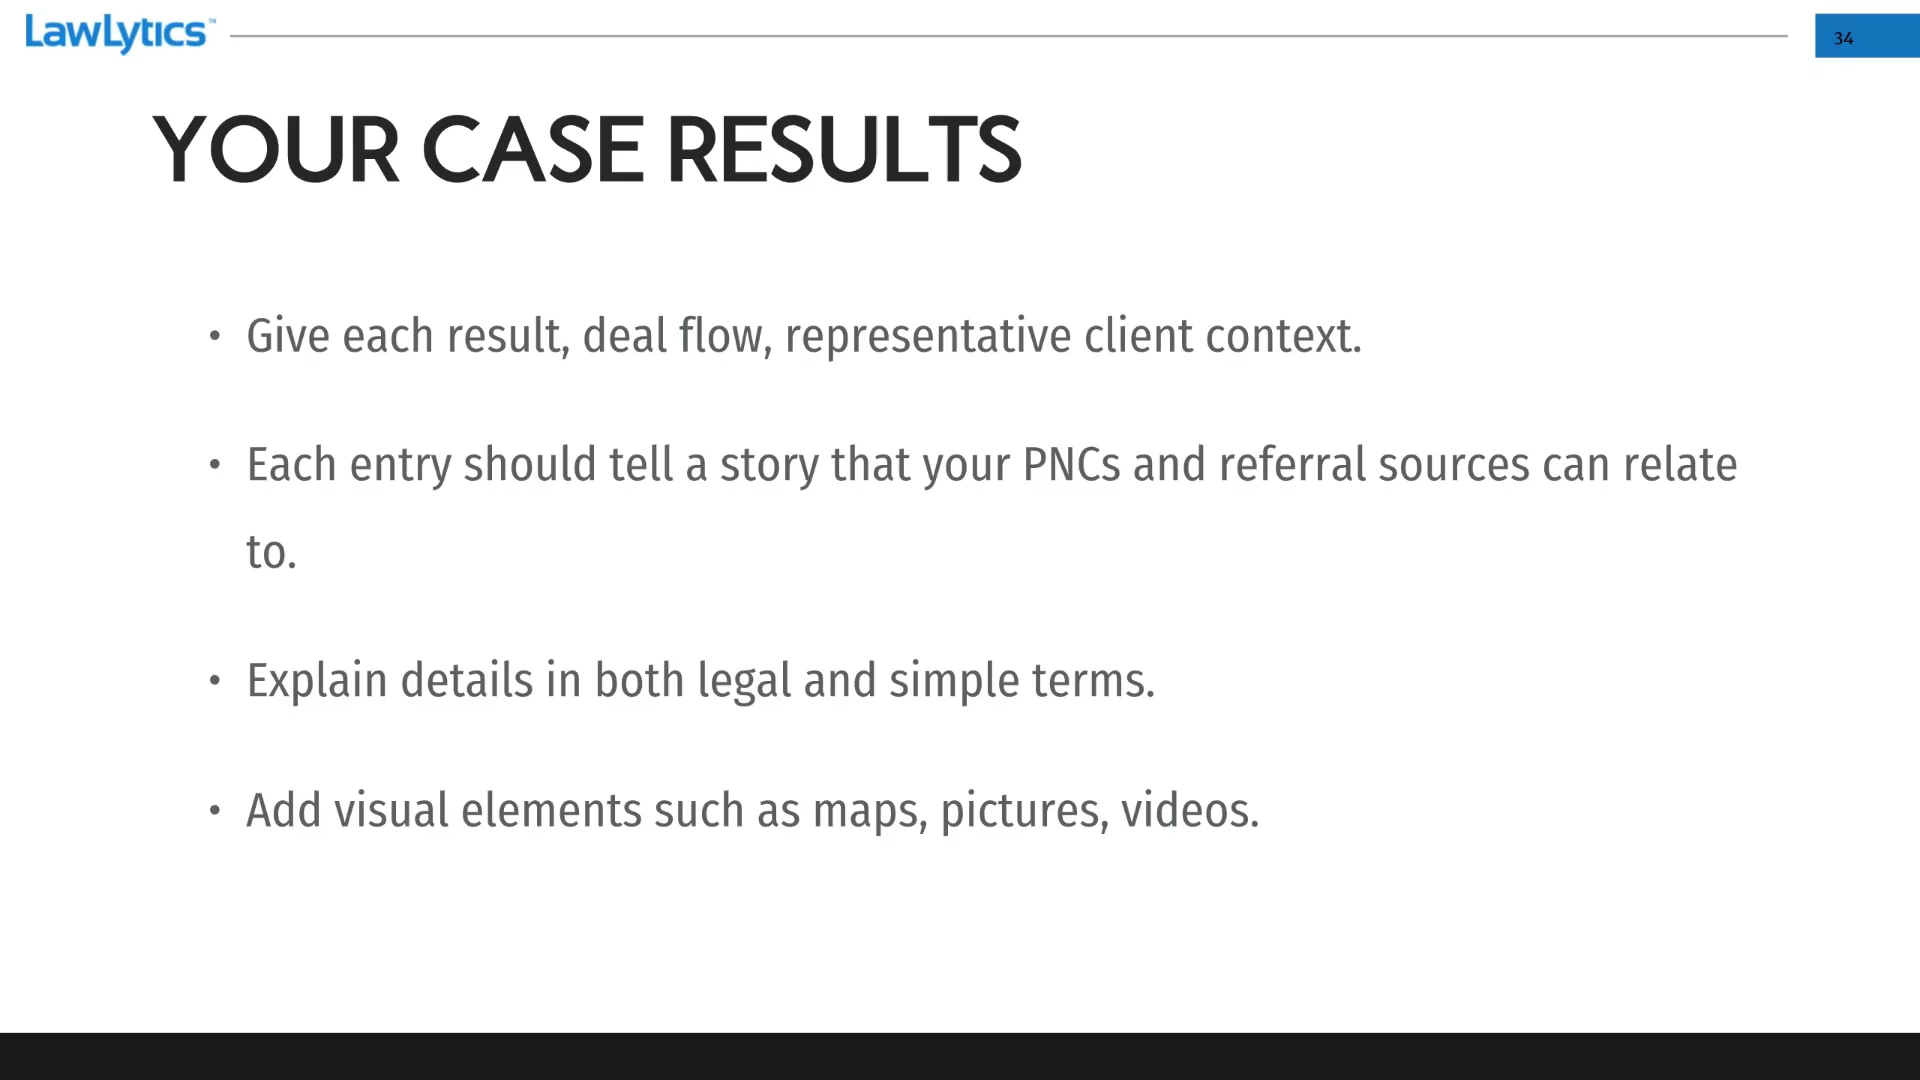 LawLytics™
34
YOUR CASE RESULTS
• Give each result, deal flow, representative client context.
• Each entry should tell a story that your PNCs and referral sources can relate
to.
• Explain details in both legal and simple terms.
• Add visual elements such as maps, pictures, videos.